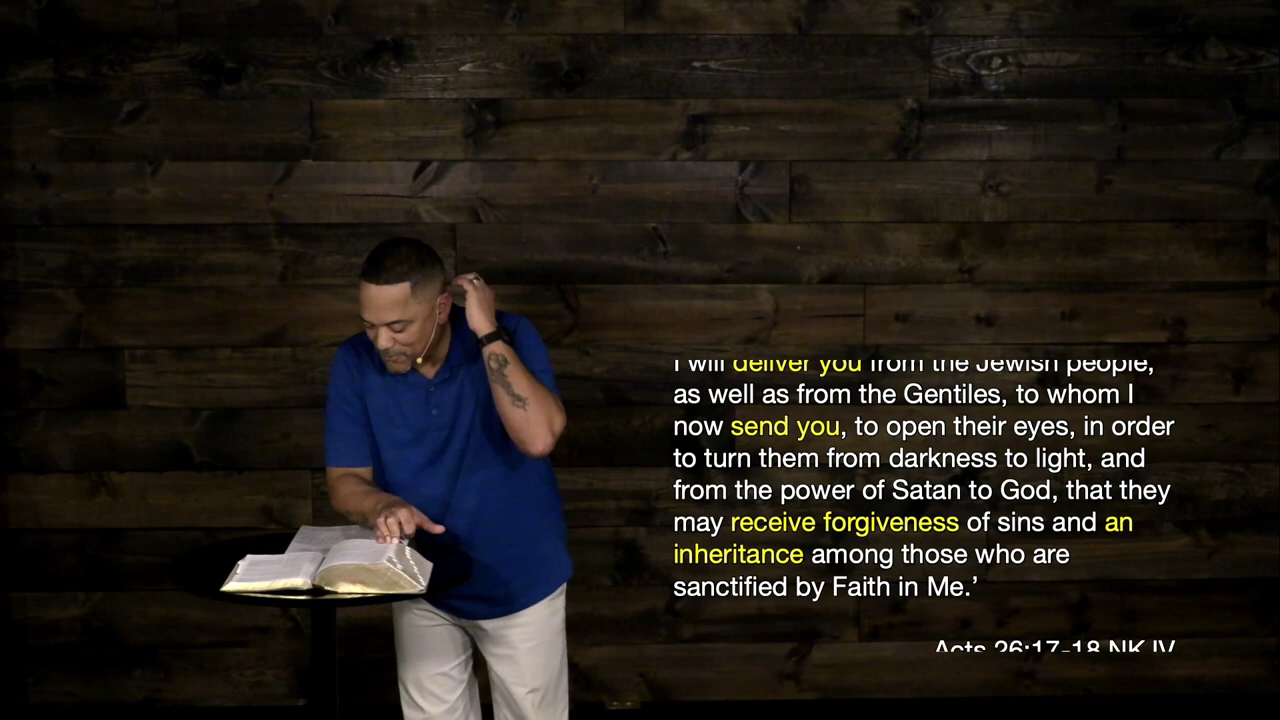 I will deliver you from the Jewish people,
as well as from the Gentiles, to whom I
now send you, to open their eyes, in order
to turn them from darkness to light, and
from the power of Satan to God, that they
may receive forgiveness of sins and an
inheritance among those who are
sanctified by Faith in Me.’
Acts 26:17-18 NKJV